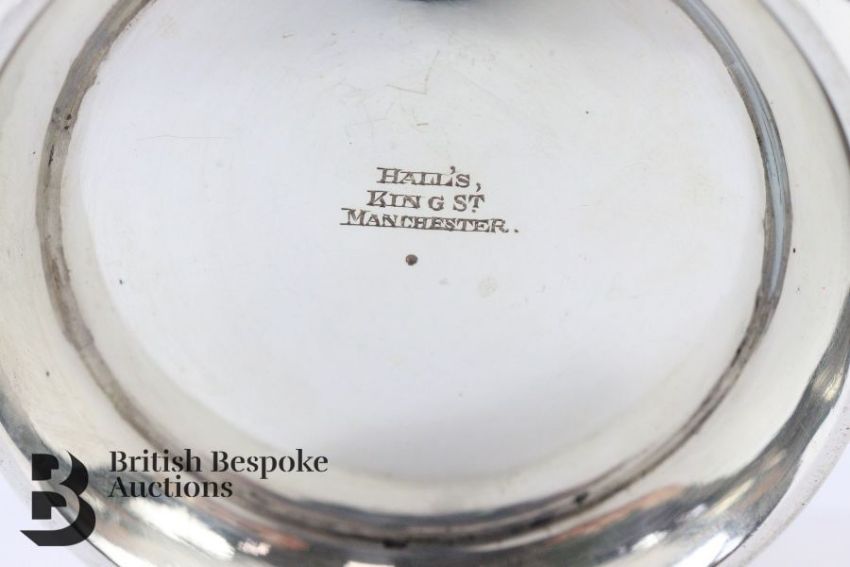 HALL'S,
KING ST
MANCHESTER.
British Bespoke
Auctions